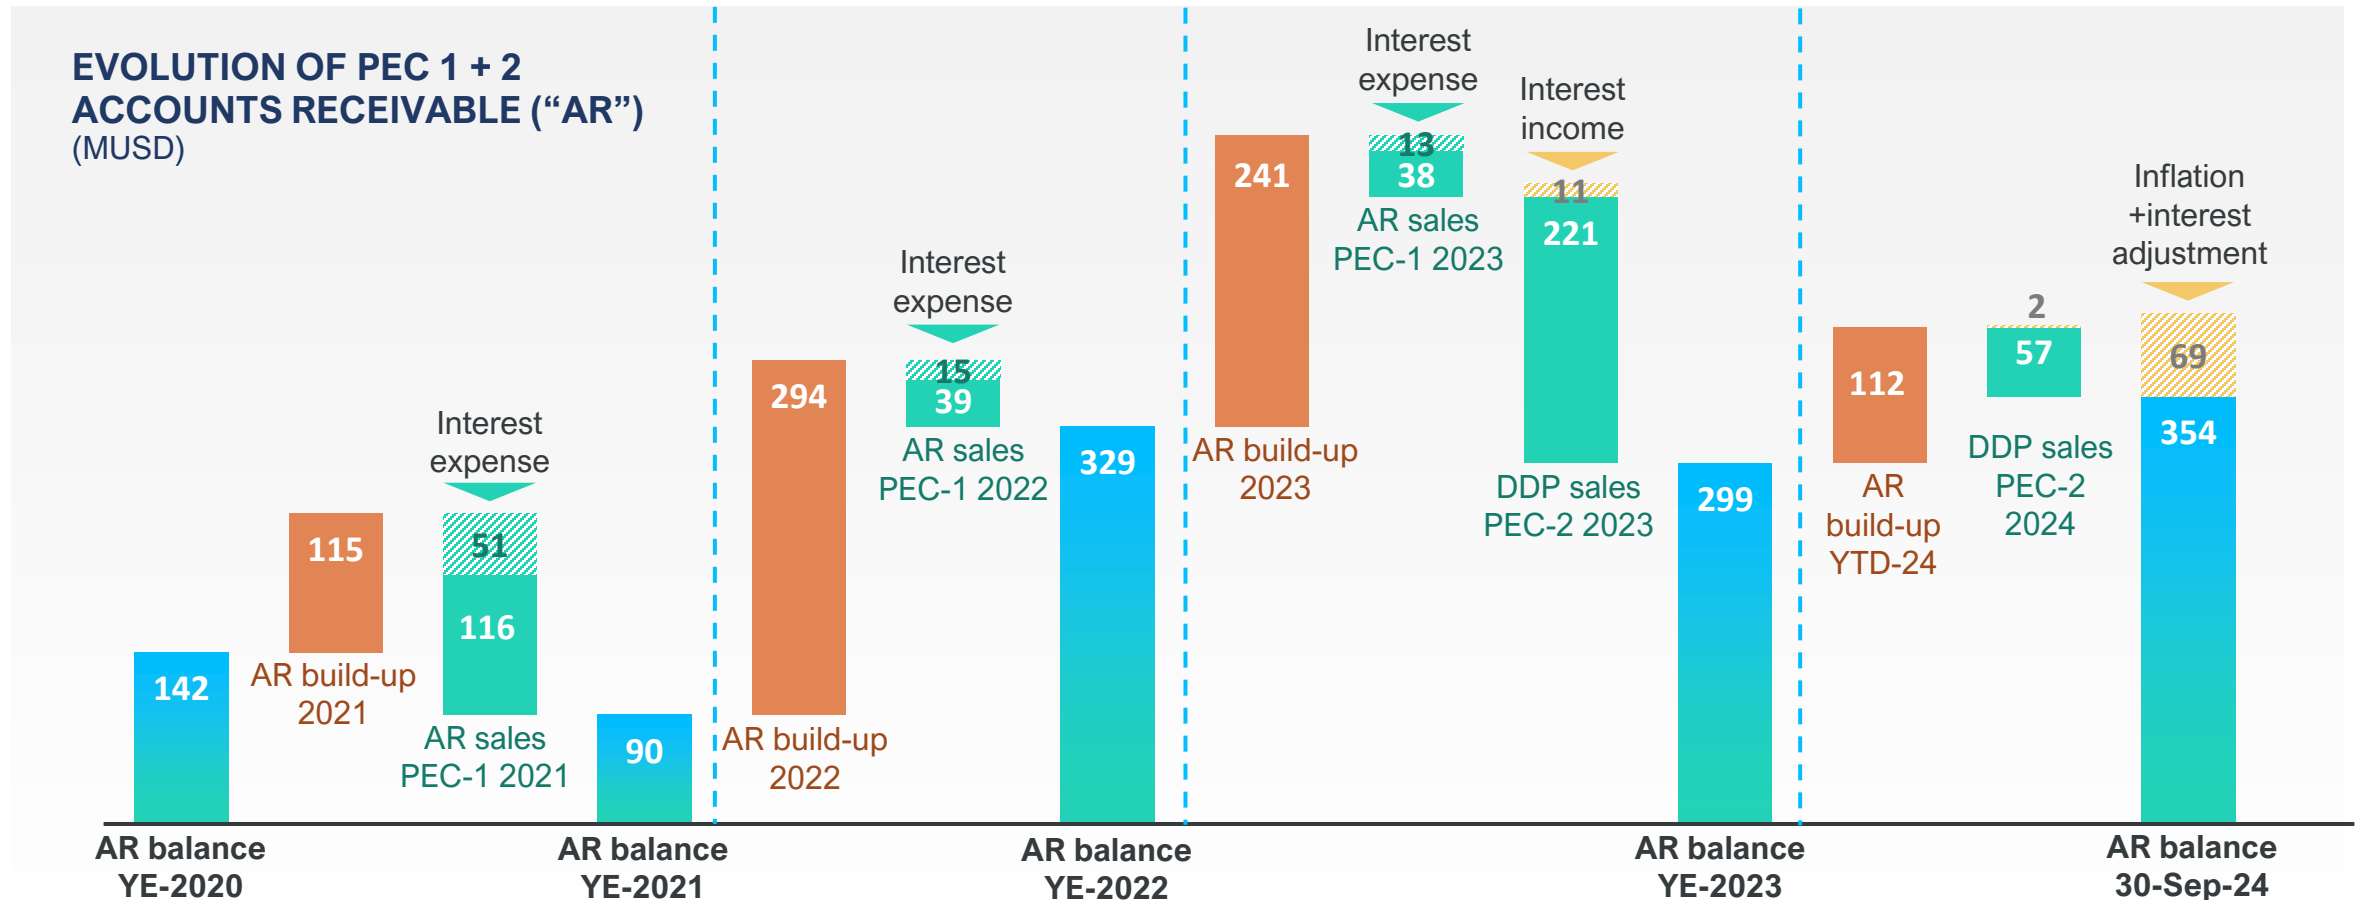 EVOLUTION OF PEC 1 + 2
ACCOUNTS RECEIVABLE (“AR”)
(MUSD)
142
AR balance
YE-2020
115
AR build-up
2021
Interest
expense
51
116
AR sales
PEC-1 2021
90
AR balance
YE-2021
294
AR build-up
2022
Interest
expense
15
39
AR sales
PEC-1 2022
329
AR balance
YE-2022
241
AR build-up
2023
Interest
expense
13
38
AR sales
PEC-1 2023
Interest
income
11
221
DDP sales
PEC-2 2023
299
AR balance
YE-2023
112
AR
build-up
YTD-24
2
57
DDP sales
PEC-2
2024
Inflation
+interest
adjustment
69
354
AR balance
30-Sep-24